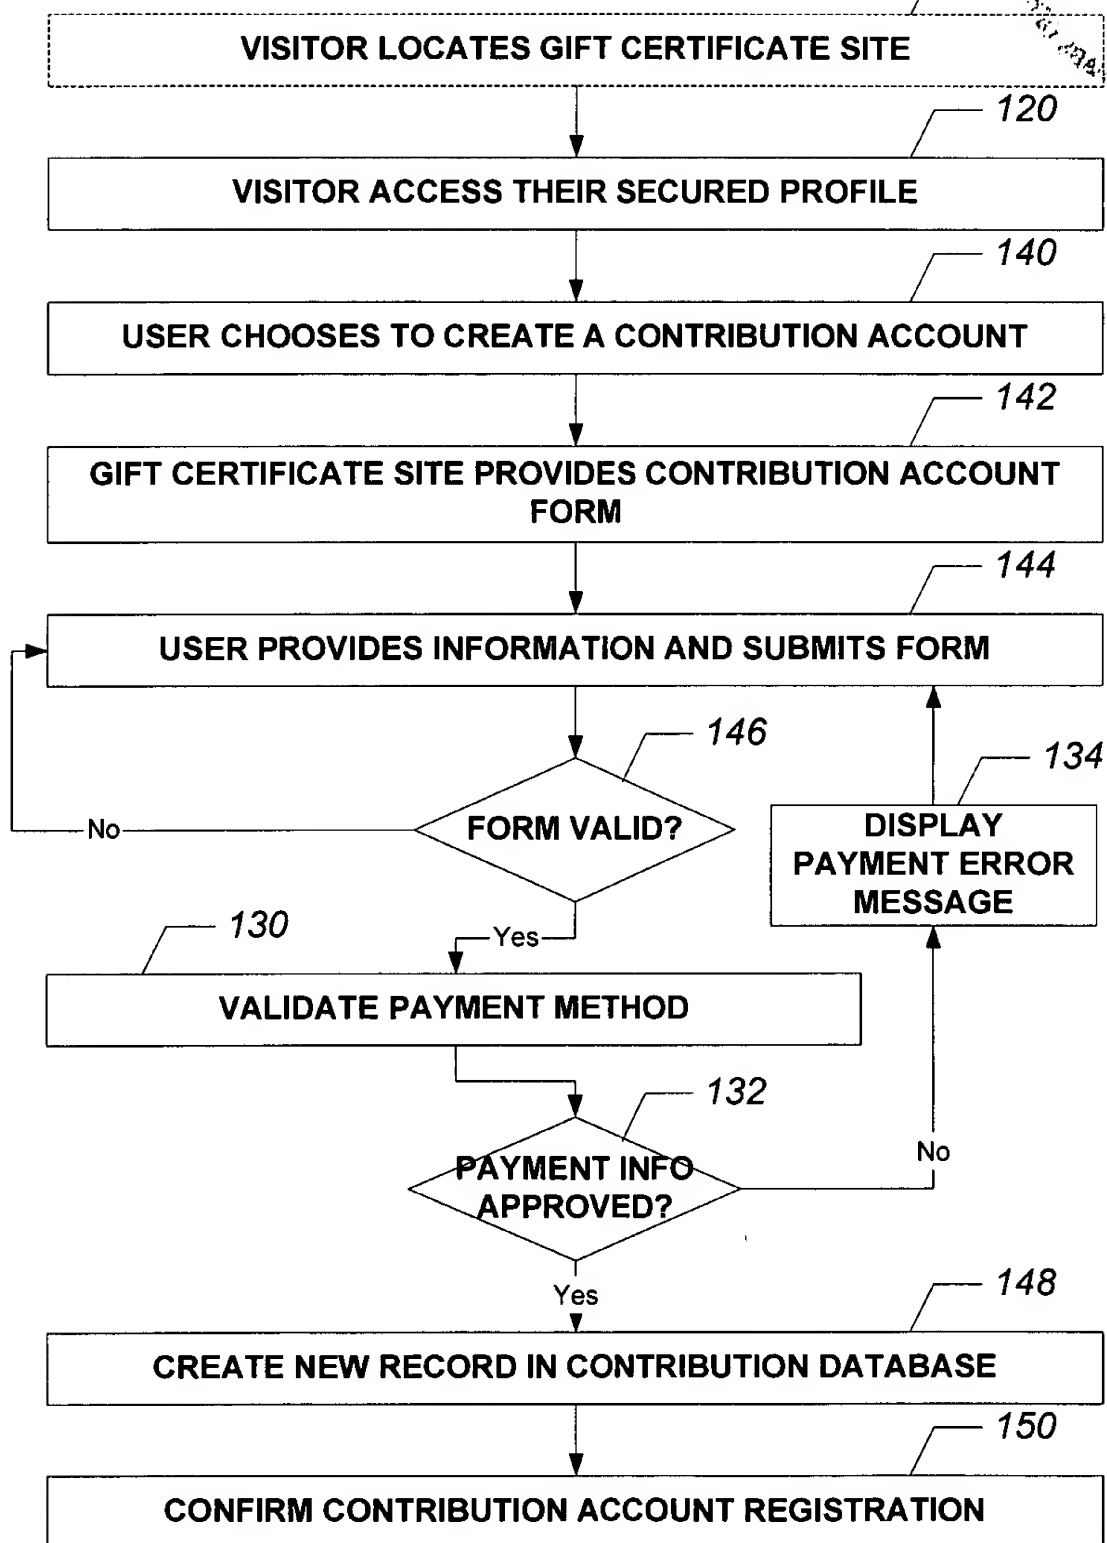 VISITOR LOCATES GIFT CERTIFICATE SITE
120
VISITOR ACCESS THEIR SECURED PROFILE
140
USER CHOOSES TO CREATE A CONTRIBUTION ACCOUNT
142
GIFT CERTIFICATE SITE PROVIDES CONTRIBUTION ACCOUNT
FORM
144
USER PROVIDES INFORMATION AND SUBMITS FORM
146
134
No
FORM VALID?
DISPLAY
PAYMENT ERROR
MESSAGE
130
Yes
VALIDATE PAYMENT METHOD
132
PAYMENT INFO
APPROVED?
No
Yes
148
CREATE NEW RECORD IN CONTRIBUTION DATABASE
150
CONFIRM CONTRIBUTION ACCOUNT REGISTRATION